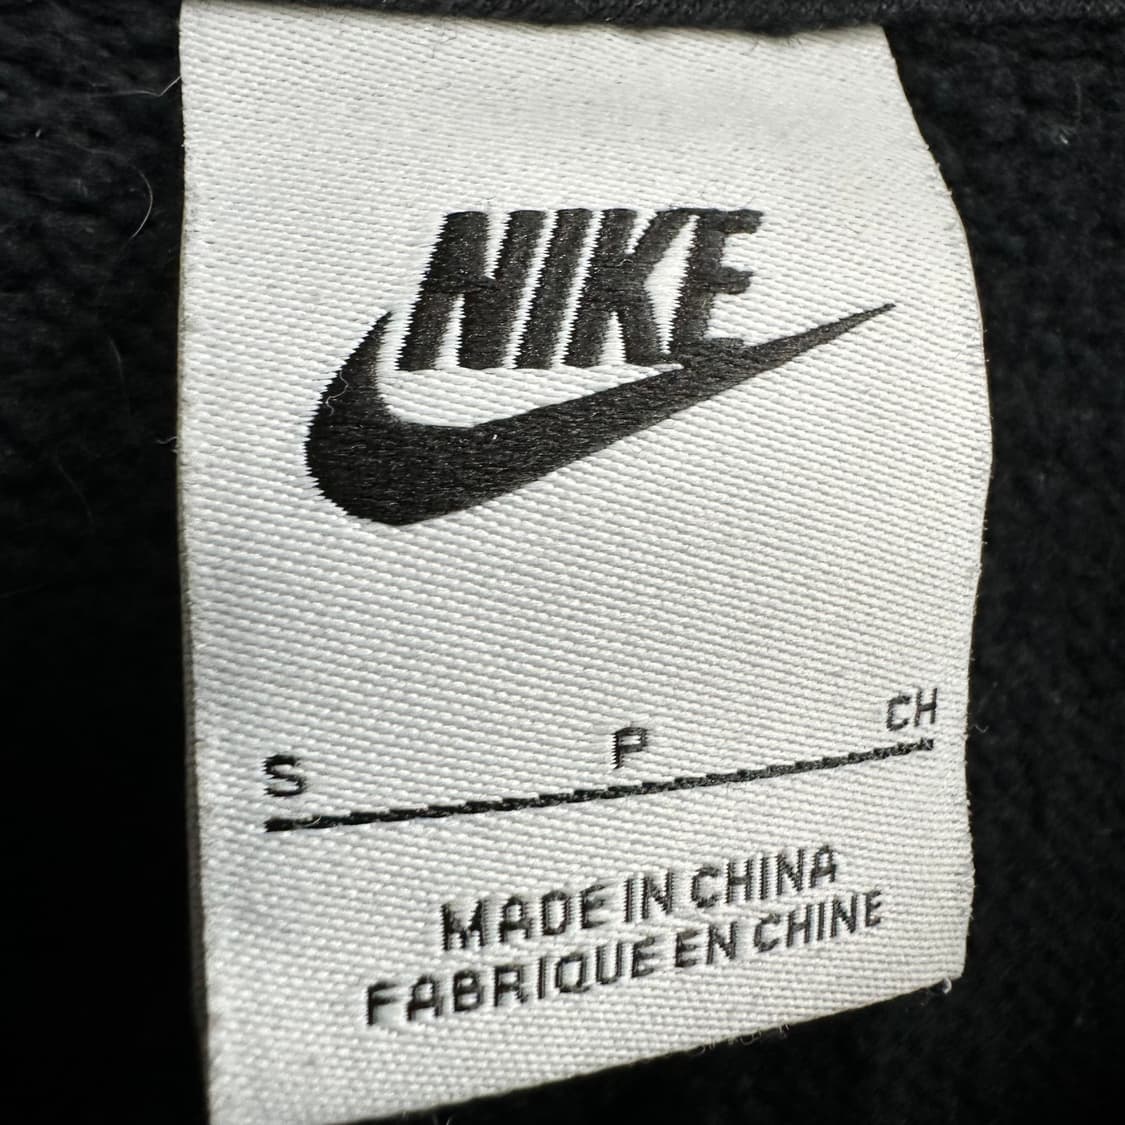 NIKE
S P CH
MADE IN CHINA
FABRIQUE EN CHINE